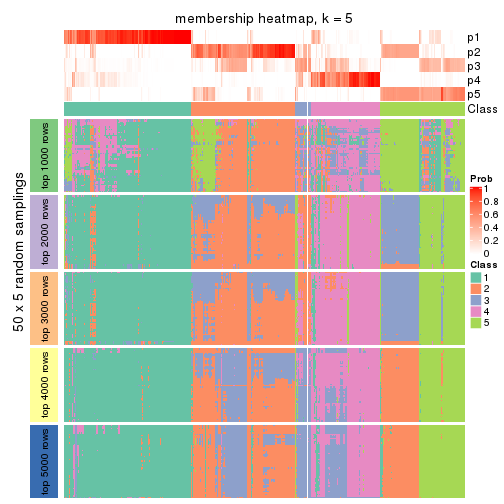 membership heatmap, k = 5
p1
p2
p3
p4
p5
Class
50 x 5 random samplings
top 1000 rows
top 2000 rows
top 3000 rows
top 4000 rows
top 5000 rows
Prob
1
0.8
0.6
0.4
0.2
0
Class
1
2
3
4
5